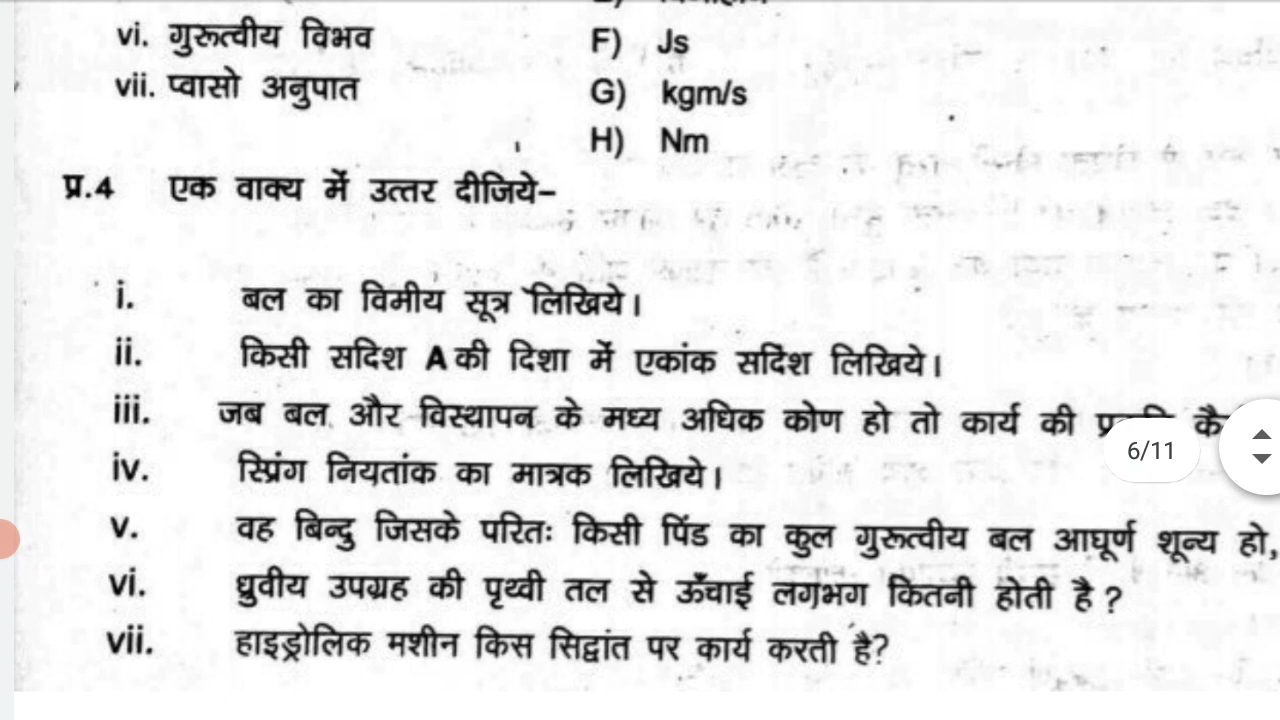 vi. गुरूत्वीय विभव F) Js
vii. प्वासो अनुपात G) kgm/s
H) Nm
प्र.4 एक वाक्य में उत्तर दीजिये–
i. बल का विमीय सूत्र लिखिये।
ii. किसी सदिश A की दिशा में एकांक सदिश लिखिये।
iii. जब बल और विस्थापन के मध्य अधिक कोण हो तो कार्य की
6/11
iv. स्प्रिंग नियतांक का मात्रक लिखिये।
v. वह बिन्दु जिसके परितः किसी पिंड का कुल गुरूत्वीय बल आघूर्ण शून्य हो,
vi. ध्रुवीय उपग्रह की पृथ्वी तल से ऊँचाई लगभग कितनी होती है?
vii. हाइड्रोलिक मशीन किस सिद्वांत पर कार्य करती है?